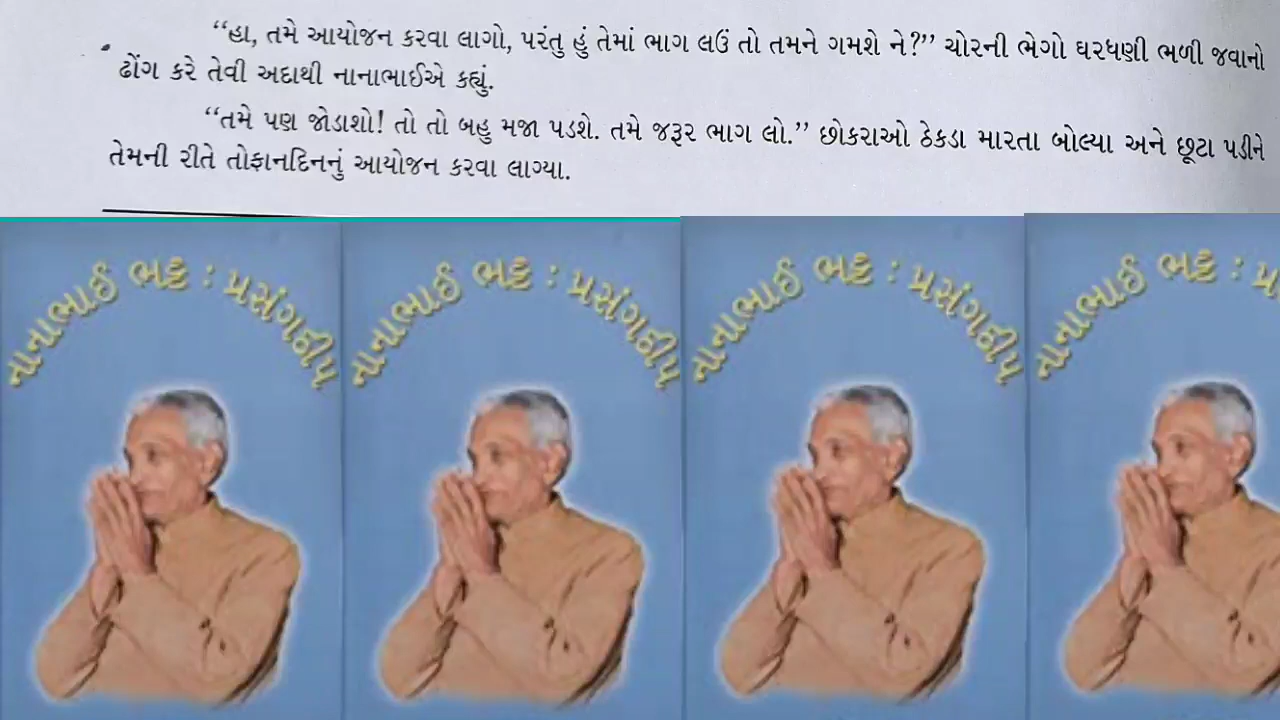 “હા, તમે આયોજન કરવા લાગો, પરંતુ હું તેમાં ભાગ લઉં તો તમને ગમશે ને?” ચોરની ભેગો ઘરધણી ભળી જવાનો
ઢોંગ કરે તેવી અદાથી નાનાભાઈએ કહ્યું.
“તમે પણ જોડાશો! તો તો બહુ મજા પડશે. તમે જરૂર ભાગ લો.” છોકરાઓ ઠેકડા મારતા બોલ્યા અને છૂટા પડીને
તેમની રીતે તોફાનદિનનું આયોજન કરવા લાગ્યા.
નાનાભાઈ ભટ્ટ : પ્રસંગદીપ
નાનાભાઈ ભટ્ટ : પ્રસંગદીપ
નાનાભાઈ ભટ્ટ : પ્રસંગદીપ
નાનાભાઈ ભટ્ટ : પ્ર